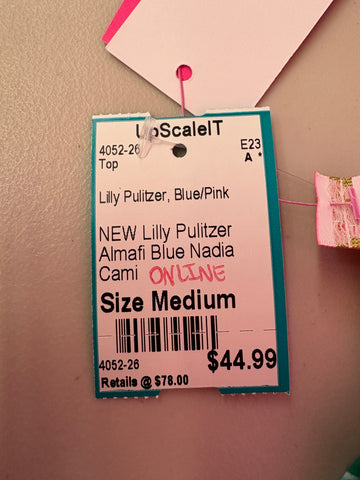 UpScaleIT
4052-26 E23
Top A *
Lilly Pulitzer, Blue/Pink
NEW Lilly Pulitzer
Almafi Blue Nadia
Cami ONLINE
Size Medium
4052-26 $44.99
Retails @ $78.00